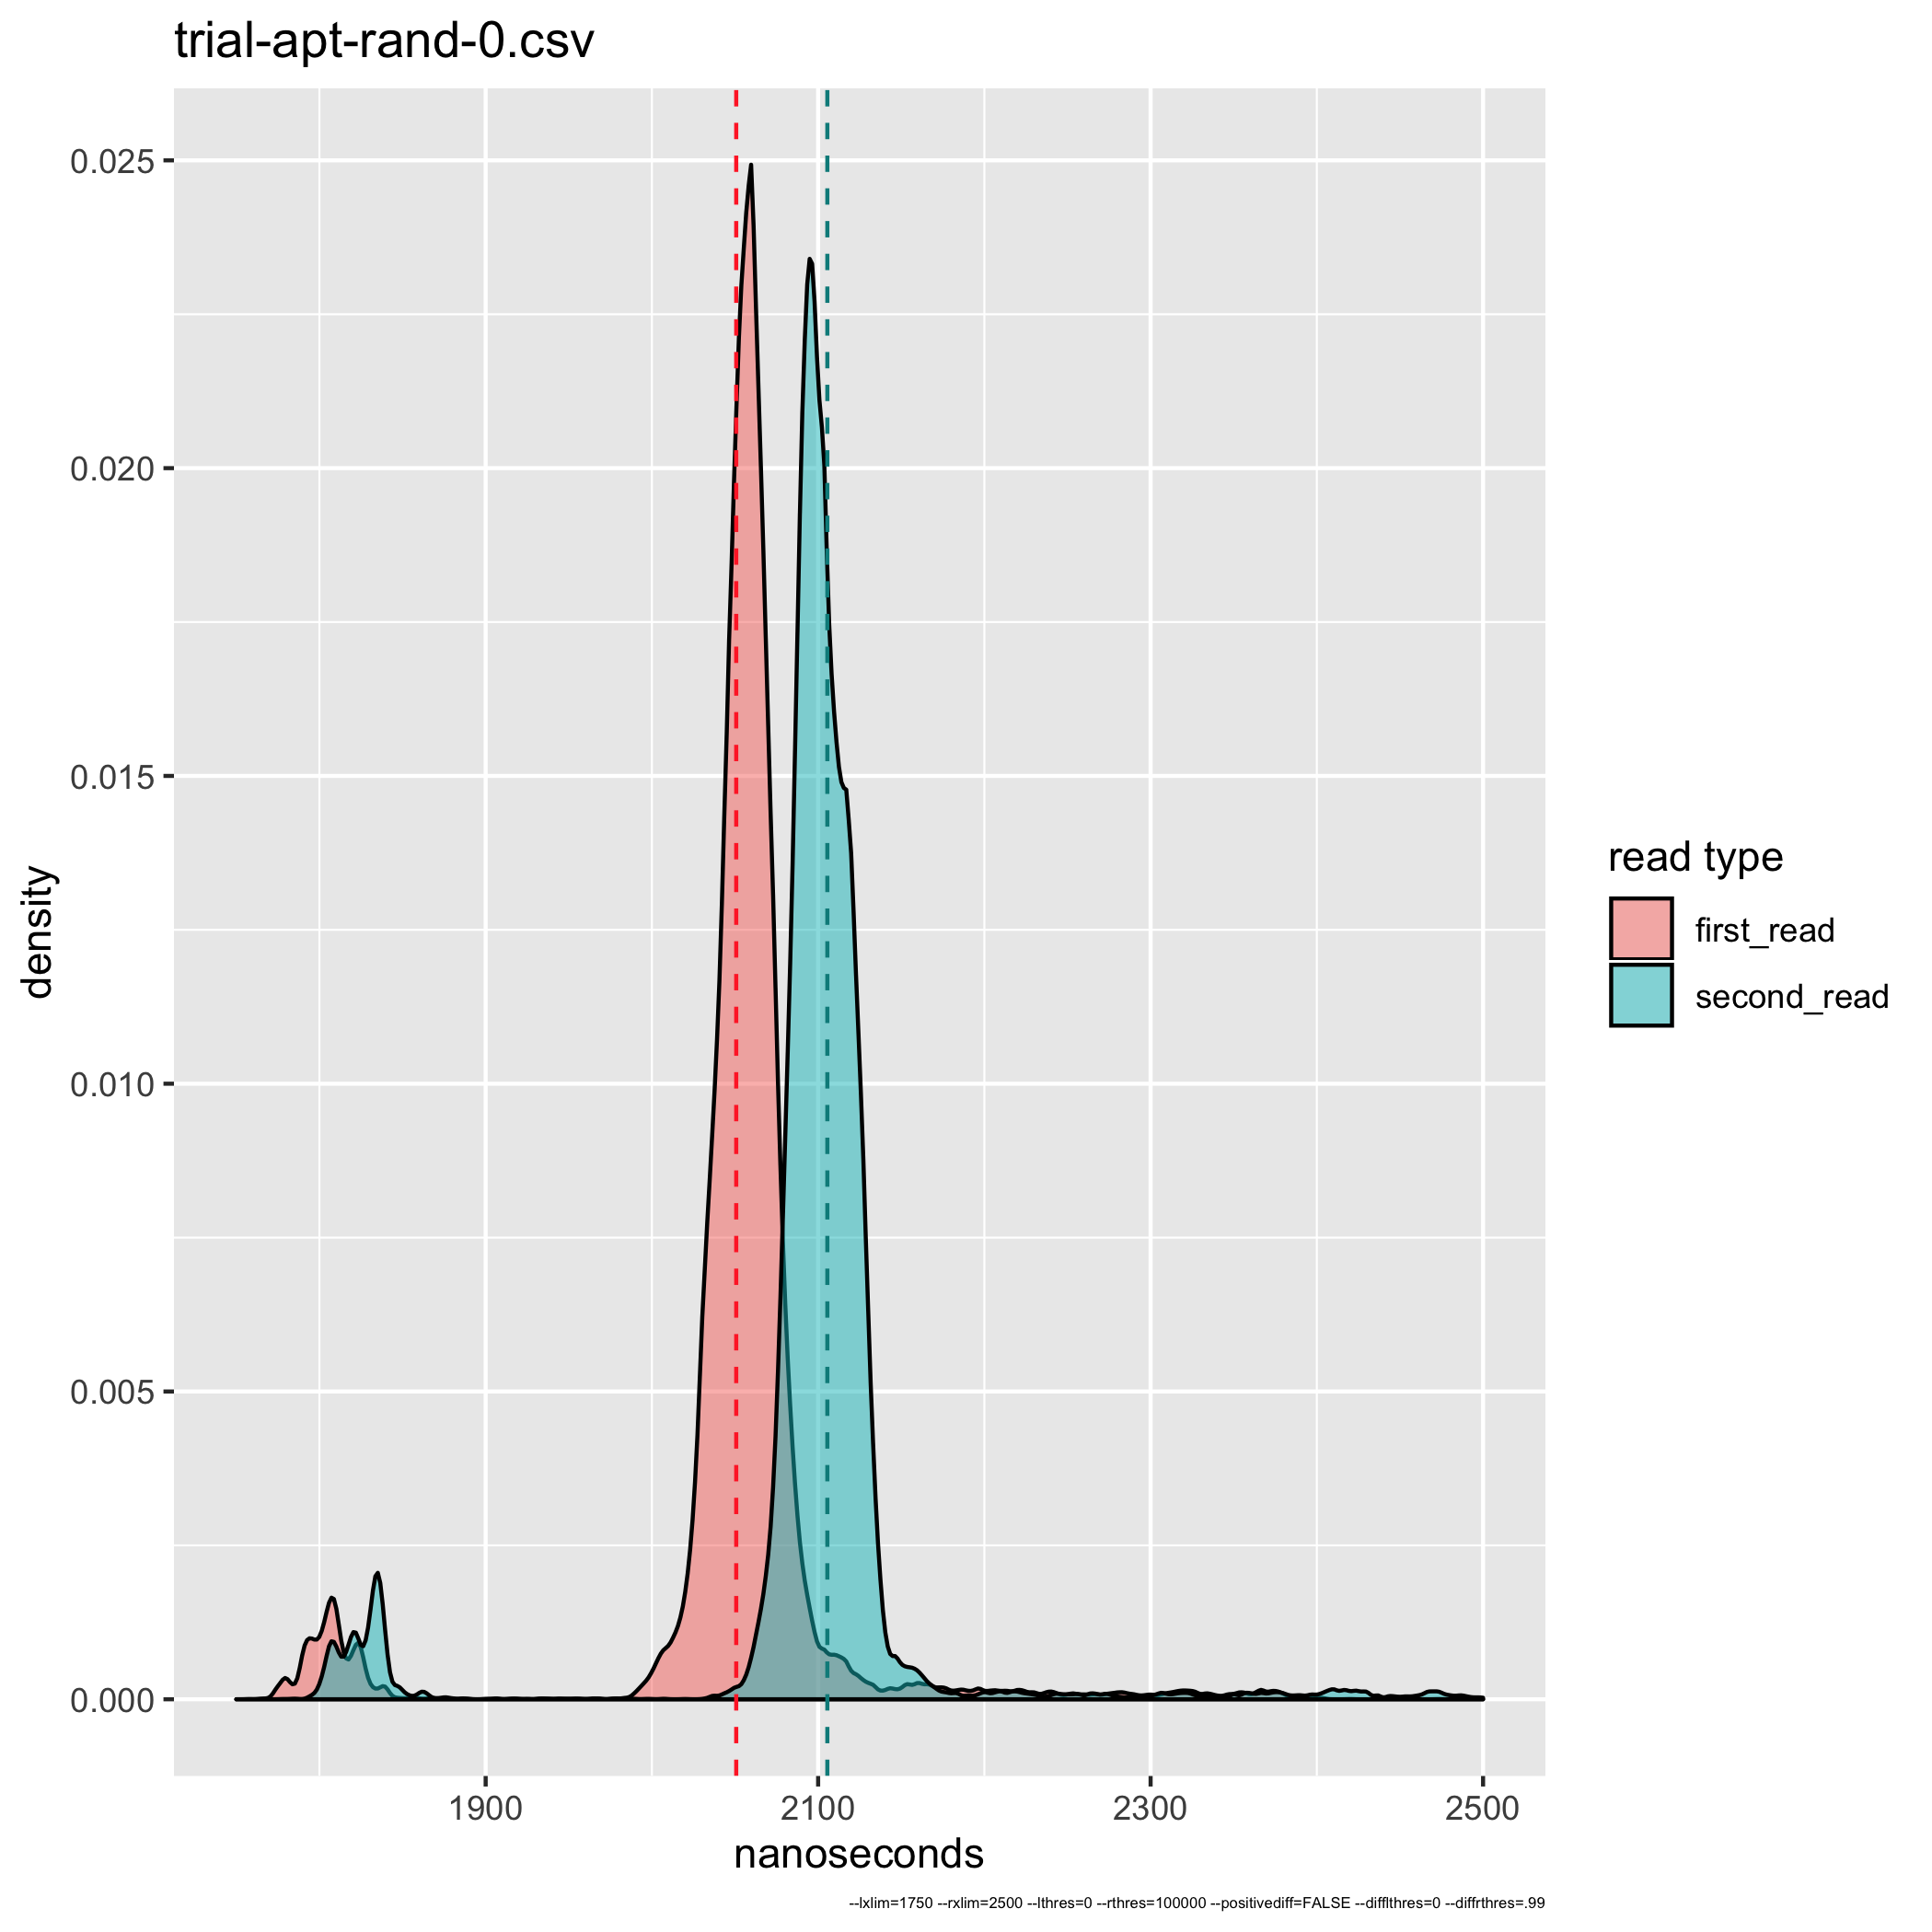 trial-apt-rand-0.csv
0.025
0.020
0.015
0.010
0.005
0.000
density
1900 2100 2300 2500
nanoseconds
read type
first_read
second_read
--lxlim=1750 --rxlim=2500 --lthres=0 --rthres=100000 --positivediff=FALSE --difflthres=0 --diffrthres=.99